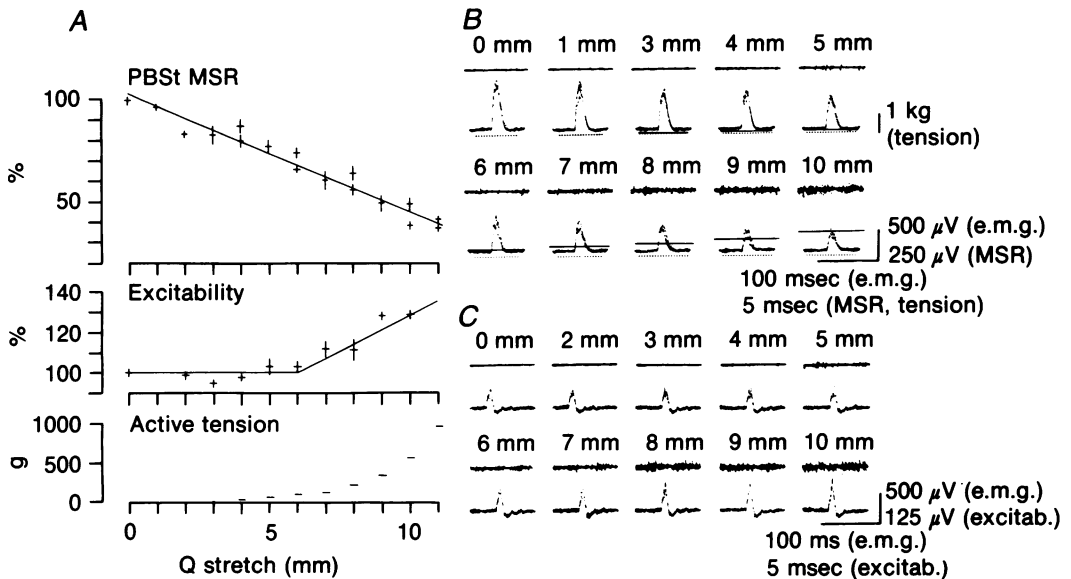 A
%
PBSt MSR
100
50
%
Excitability
140
120
100
g
Active tension
1000
500
0
0 5 10
Q stretch (mm)
B
0 mm 1 mm 3 mm 4 mm 5 mm
1 kg
(tension)
6 mm 7 mm 8 mm 9 mm 10 mm
500 μV (e.m.g.)
250 μV (MSR)
100 msec (e.m.g.)
5 msec (MSR, tension)
C
0 mm 2 mm 3 mm 4 mm 5 mm
6 mm 7 mm 8 mm 9 mm 10 mm
500 μV (e.m.g.)
125 μV (excitab.)
100 ms (e.m.g.)
5 msec (excitab.)